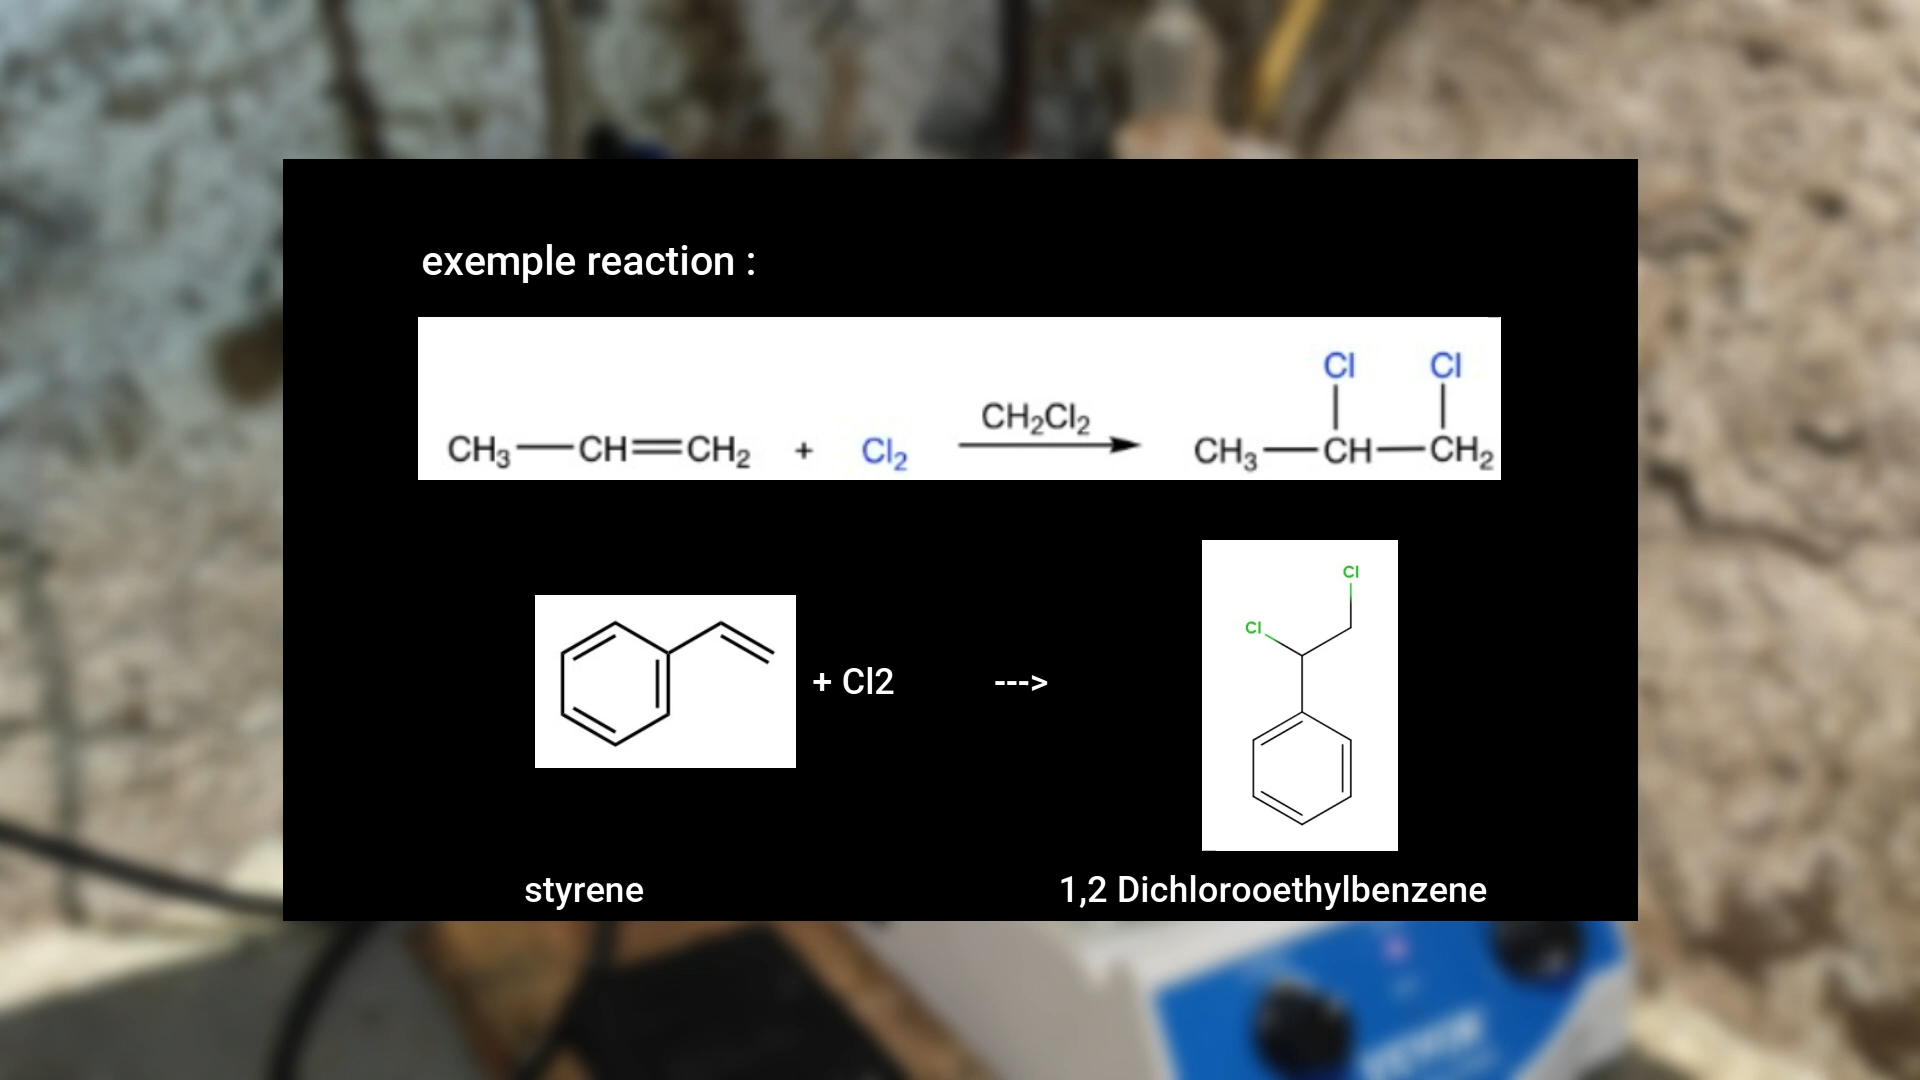 exemple reaction :
Cl Cl
CH₂Cl₂
CH₃—CH=CH₂ + Cl₂ CH₃—CH—CH₂
Cl
Cl
+ Cl2 --->
styrene 1,2 Dichlorooethylbenzene
VEVOR